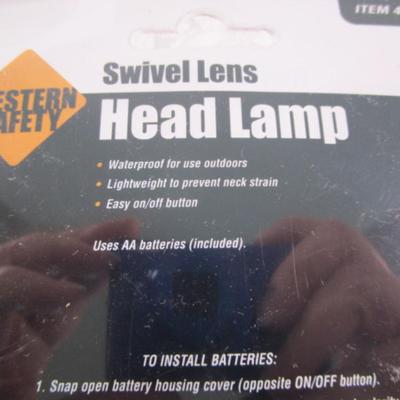 ITEM 4
Swivel Lens
ESTERN
AFETY
Head Lamp
• Waterproof for use outdoors
• Lightweight to prevent neck strain
• Easy on/off button
Uses AA batteries (included).
TO INSTALL BATTERIES:
1. Snap open battery housing cover (opposite ON/OFF button).